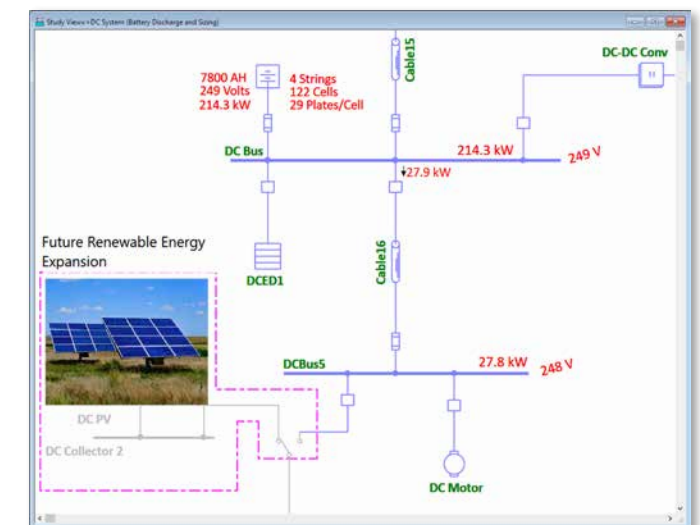 Study View>>DC System (Battery Discharge and Sizing)
Cable15
DC-DC Conv
7800 AH
249 Volts
214.3 kW
4 Strings
122 Cells
29 Plates/Cell
DC Bus
214.3 kW
249 V
27.9 kW
Future Renewable Energy
Expansion
DCED1
Cable16
DCBus5
27.8 kW
248 V
DC PV
DC Collector 2
DC Motor